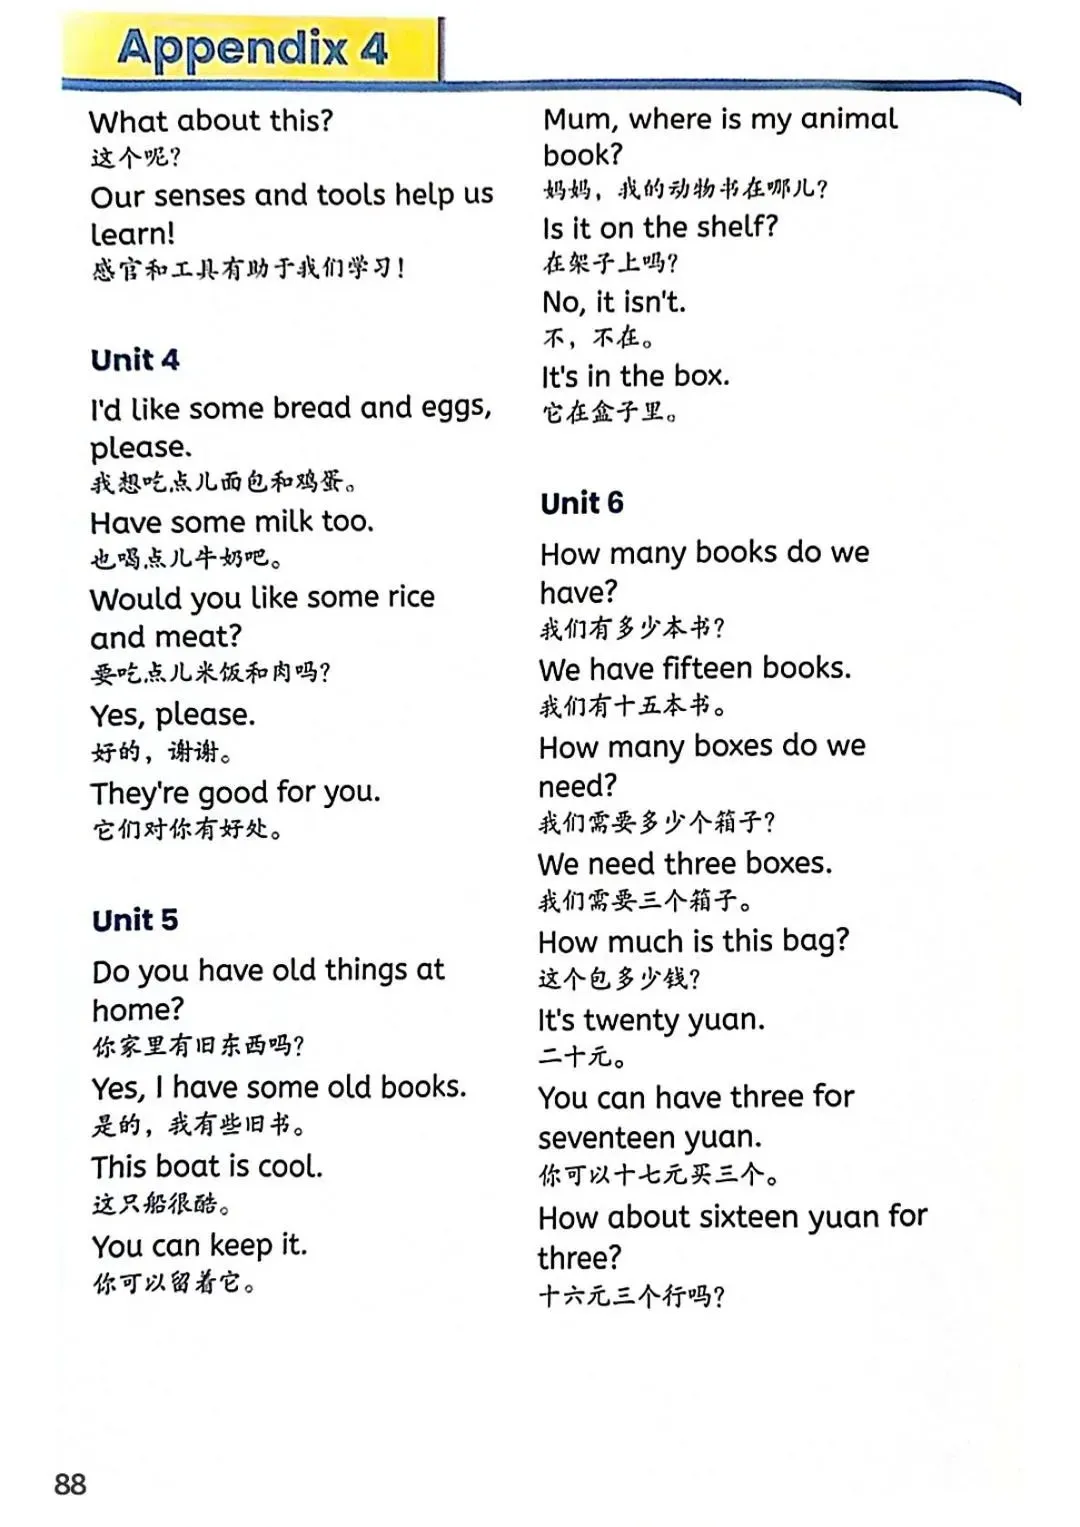 Appendix 4
What about this?
这个呢?
Our senses and tools help us
learn!
感官和工具有助于我们学习!
Unit 4
I'd like some bread and eggs,
please.
我想吃点儿面包和鸡蛋。
Have some milk too.
也喝点儿牛奶吧。
Would you like some rice
and meat?
要吃点儿米饭和肉吗?
Yes, please.
好的，谢谢。
They're good for you.
它们对你有好处。
Unit 5
Do you have old things at
home?
你家里有旧东西吗?
Yes, I have some old books.
是的，我有些旧书。
This boat is cool.
这只船很酷。
You can keep it.
你可以留着它。
Mum, where is my animal
book?
妈妈，我的动物书在哪儿?
Is it on the shelf?
在架子上吗?
No, it isn't.
不，不在。
It's in the box.
它在盒子里。
Unit 6
How many books do we
have?
我们有多少本书?
We have fifteen books.
我们有十五本书。
How many boxes do we
need?
我们需要多少个箱子?
We need three boxes.
我们需要三个箱子。
How much is this bag?
这个包多少钱?
It's twenty yuan.
二十元。
You can have three for
seventeen yuan.
你可以十七元买三个。
How about sixteen yuan for
three?
十六元三个行吗?
88